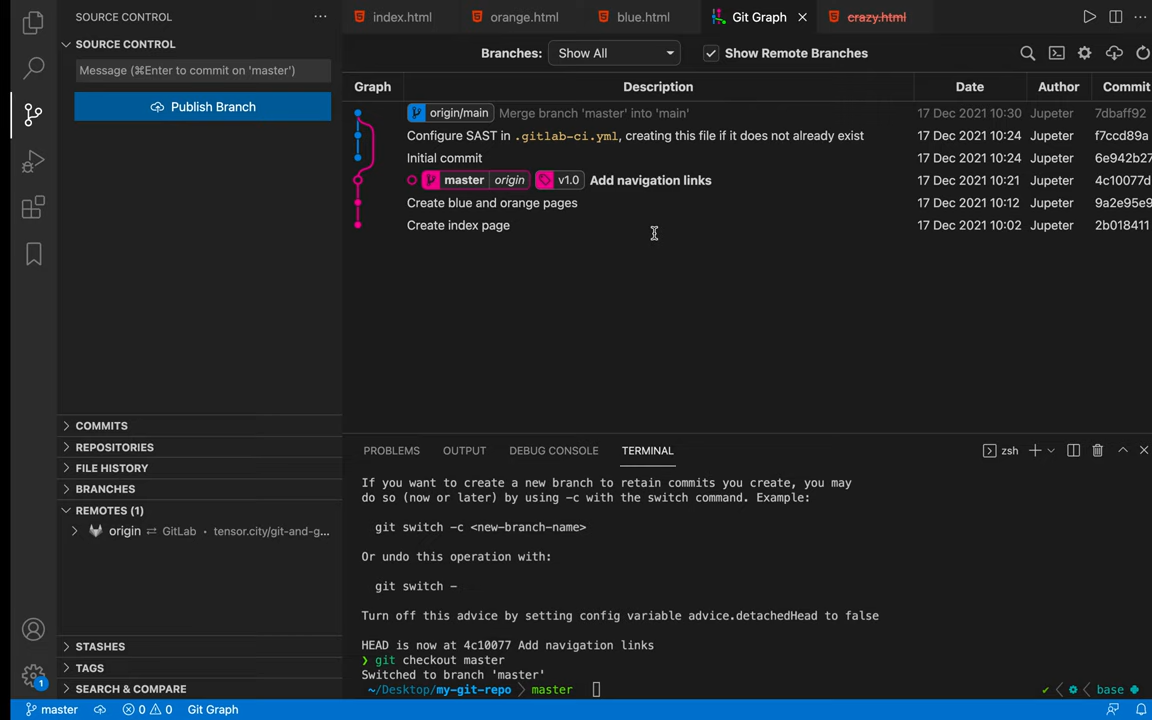 SOURCE CONTROL ···
SOURCE CONTROL
Message (⌘Enter to commit on 'master')
Publish Branch
COMMITS
REPOSITORIES
FILE HISTORY
BRANCHES
REMOTES (1)
origin ⇄ GitLab • tensor.city/git-and-g...
STASHES
TAGS
SEARCH & COMPARE
1
index.html orange.html blue.html Git Graph crazy.html
Branches: Show All Show Remote Branches
Graph Description Date Author Commit
origin/main Merge branch 'master' into 'main' 17 Dec 2021 10:30 Jupeter 7dbaff92
Configure SAST in .gitlab-ci.yml, creating this file if it does not already exist 17 Dec 2021 10:24 Jupeter f7ccd89a
Initial commit 17 Dec 2021 10:24 Jupeter 6e942b27
master origin v1.0 Add navigation links 17 Dec 2021 10:21 Jupeter 4c10077d
Create blue and orange pages 17 Dec 2021 10:12 Jupeter 9a2e95e9
Create index page 17 Dec 2021 10:02 Jupeter 2b018411
PROBLEMS OUTPUT DEBUG CONSOLE TERMINAL zsh
If you want to create a new branch to retain commits you create, you may
do so (now or later) by using -c with the switch command. Example:
git switch -c <new-branch-name>
Or undo this operation with:
git switch -
Turn off this advice by setting config variable advice.detachedHead to false
HEAD is now at 4c10077 Add navigation links
❯ git checkout master
Switched to branch 'master'
~/Desktop/my-git-repo master base
master 0 0 Git Graph